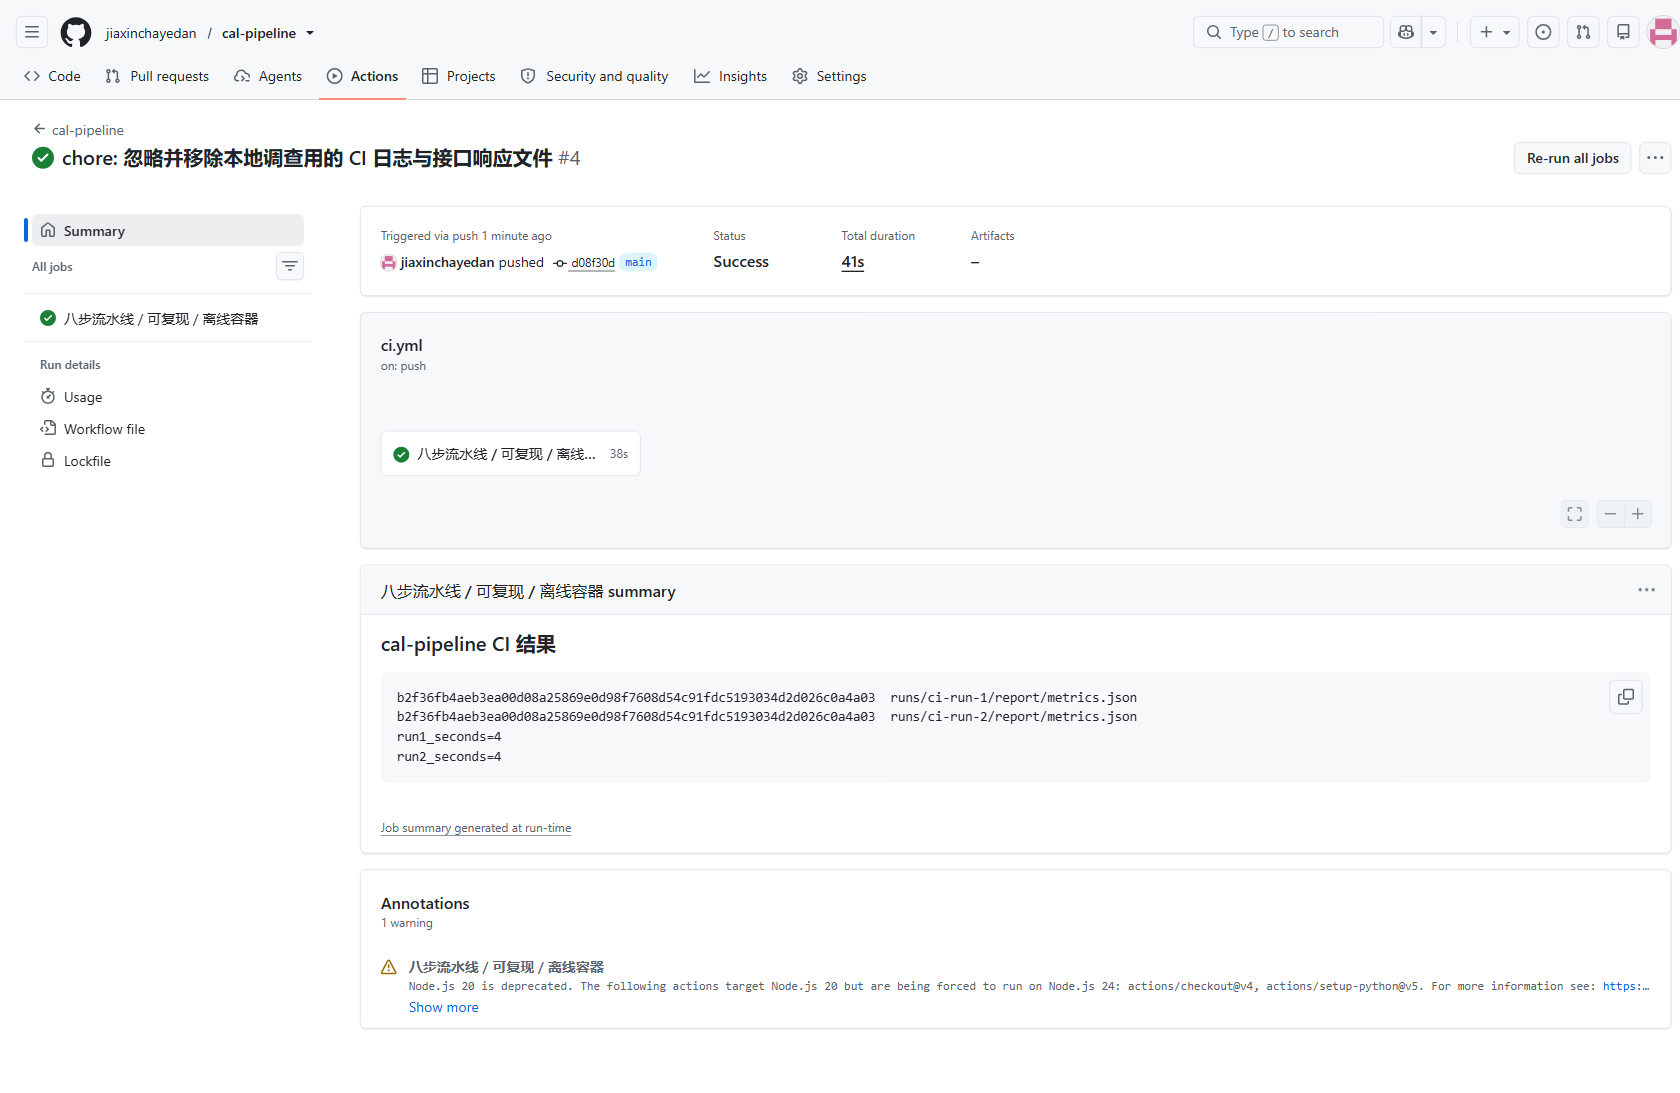 jiaxinchayedan / cal-pipeline
Type / to search
Code
Pull requests
Agents
Actions
Projects
Security and quality
Insights
Settings
cal-pipeline
chore: 忽略并移除本地调查用的 CI 日志与接口响应文件 #4
Re-run all jobs
Summary
All jobs
八步流水线 / 可复现 / 离线容器
Run details
Usage
Workflow file
Lockfile
Triggered via push 1 minute ago
jiaxinchayedan pushed d08f30d main
Status
Success
Total duration
41s
Artifacts
–
ci.yml
on: push
八步流水线 / 可复现 / 离线... 38s
八步流水线 / 可复现 / 离线容器 summary
cal-pipeline CI 结果
b2f36fb4aeb3ea00d08a25869e0d98f7608d54c91fdc5193034d2d026c0a4a03  runs/ci-run-1/report/metrics.json
b2f36fb4aeb3ea00d08a25869e0d98f7608d54c91fdc5193034d2d026c0a4a03  runs/ci-run-2/report/metrics.json
run1_seconds=4
run2_seconds=4
Job summary generated at run-time
Annotations
1 warning
八步流水线 / 可复现 / 离线容器
Node.js 20 is deprecated. The following actions target Node.js 20 but are being forced to run on Node.js 24: actions/checkout@v4, actions/setup-python@v5. For more information see: https:…
Show more